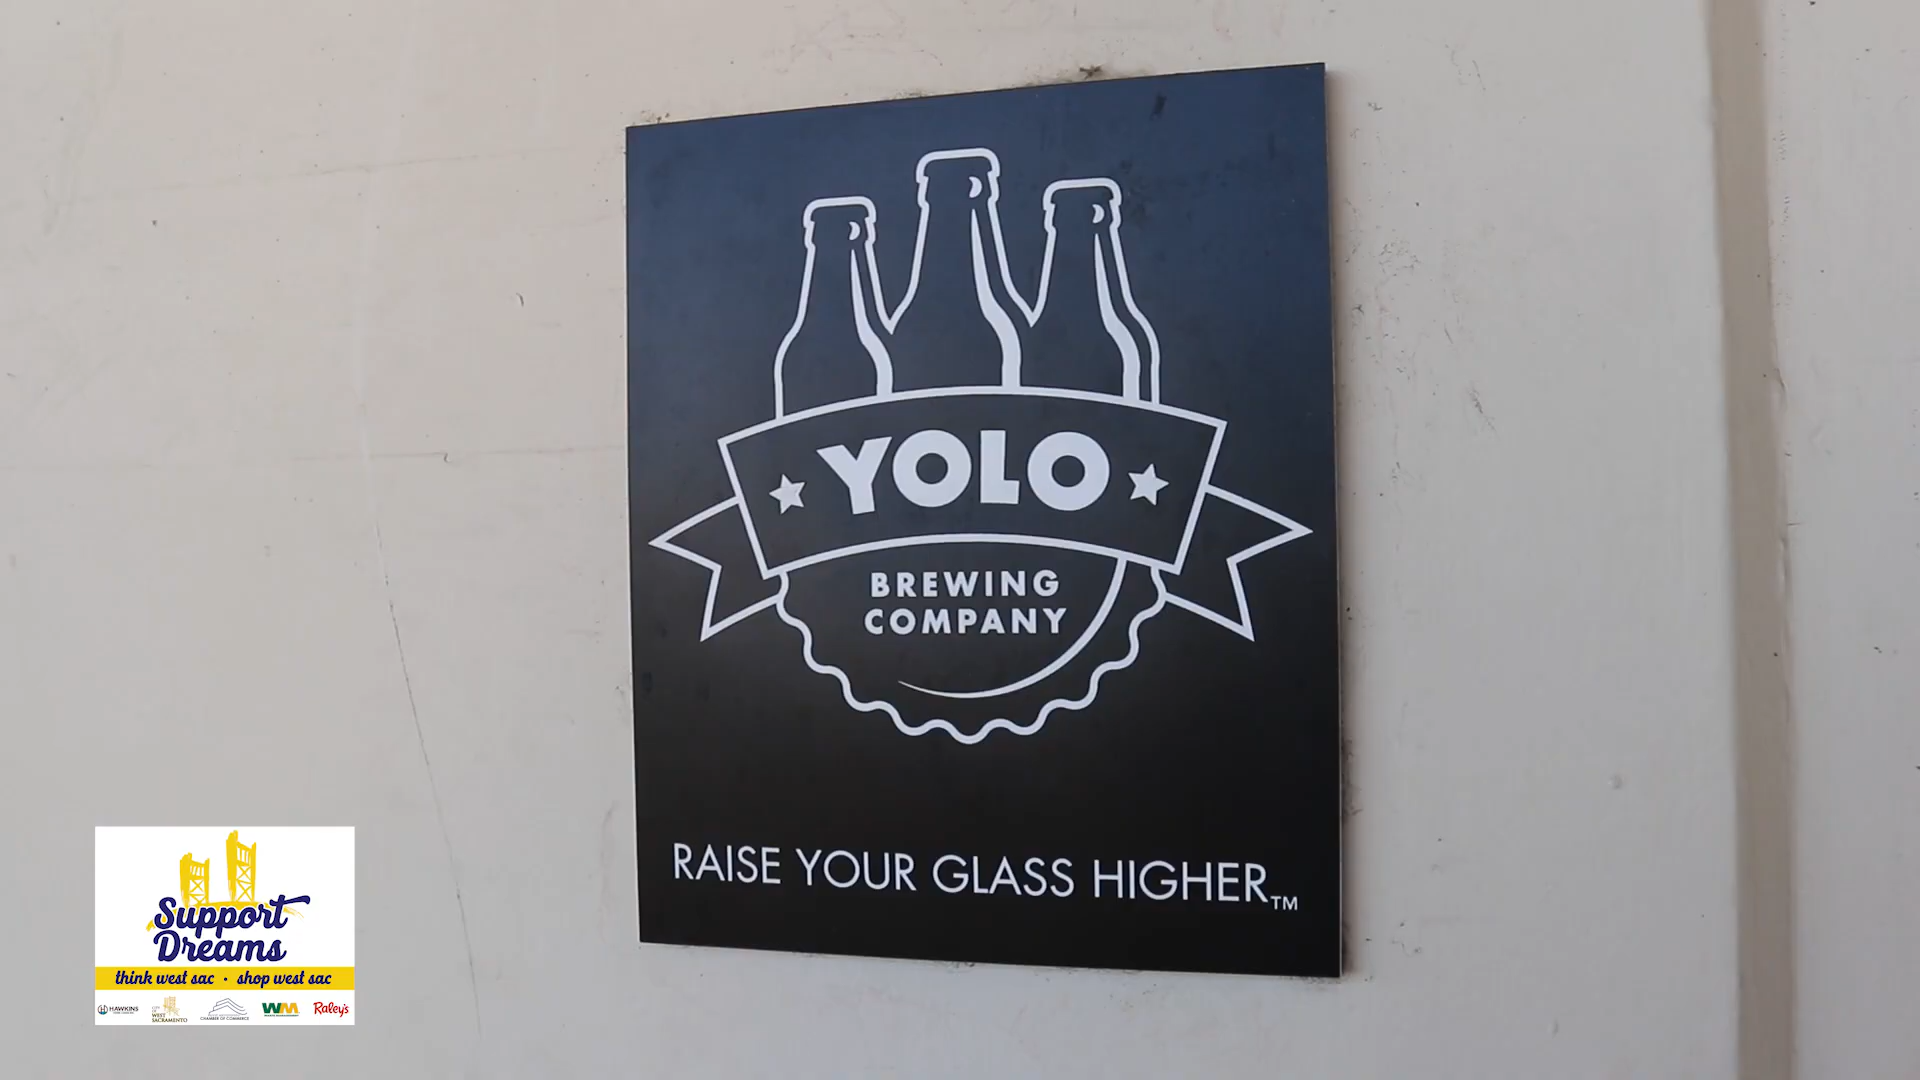 YOLO
BREWING
COMPANY
RAISE YOUR GLASS HIGHER™
Support
Dreams
think west sac · shop west sac
HAWKINS
WEST
SACRAMENTO
CHAMBER OF COMMERCE
WM
Raley's